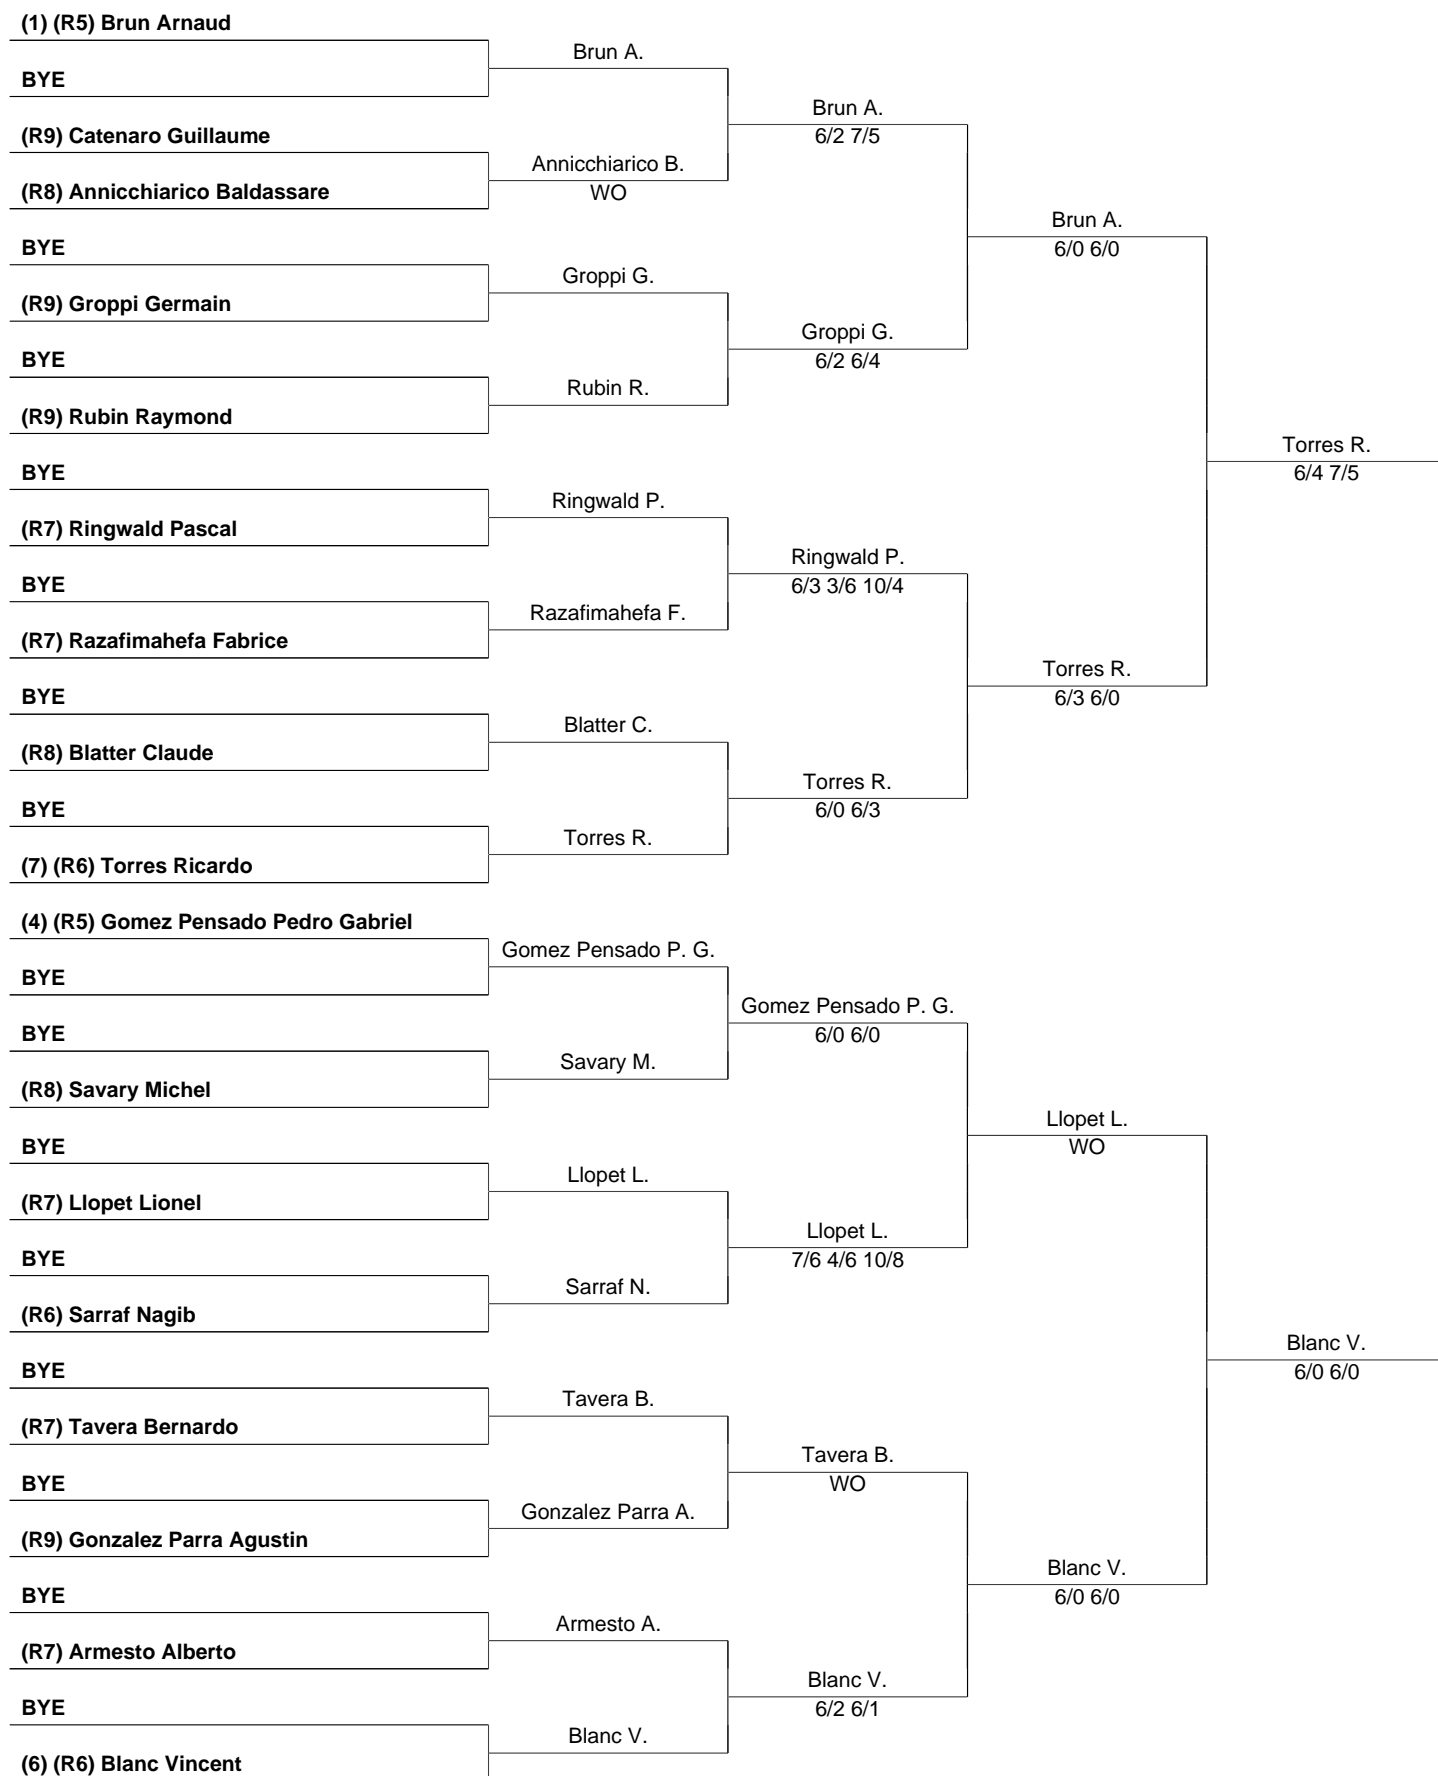 (1) (R5) Brun Arnaud
BYE
(R9) Catenaro Guillaume
(R8) Annicchiarico Baldassare
BYE
(R9) Groppi Germain
BYE
(R9) Rubin Raymond
BYE
(R7) Ringwald Pascal
BYE
(R7) Razafimahefa Fabrice
BYE
(R8) Blatter Claude
BYE
(7) (R6) Torres Ricardo
(4) (R5) Gomez Pensado Pedro Gabriel
BYE
BYE
(R8) Savary Michel
BYE
(R7) Llopet Lionel
BYE
(R6) Sarraf Nagib
BYE
(R7) Tavera Bernardo
BYE
(R9) Gonzalez Parra Agustin
BYE
(R7) Armesto Alberto
BYE
(6) (R6) Blanc Vincent
Brun A.
Annicchiarico B.
WO
Groppi G.
Rubin R.
Ringwald P.
Razafimahefa F.
Blatter C.
Torres R.
Gomez Pensado P. G.
Savary M.
Llopet L.
Sarraf N.
Tavera B.
Gonzalez Parra A.
Armesto A.
Blanc V.
Brun A.
6/2 7/5
Groppi G.
6/2 6/4
Ringwald P.
6/3 3/6 10/4
Torres R.
6/0 6/3
Gomez Pensado P. G.
6/0 6/0
Llopet L.
7/6 4/6 10/8
Tavera B.
WO
Blanc V.
6/2 6/1
Brun A.
6/0 6/0
Torres R.
6/3 6/0
Llopet L.
WO
Blanc V.
6/0 6/0
Torres R.
6/4 7/5
Blanc V.
6/0 6/0